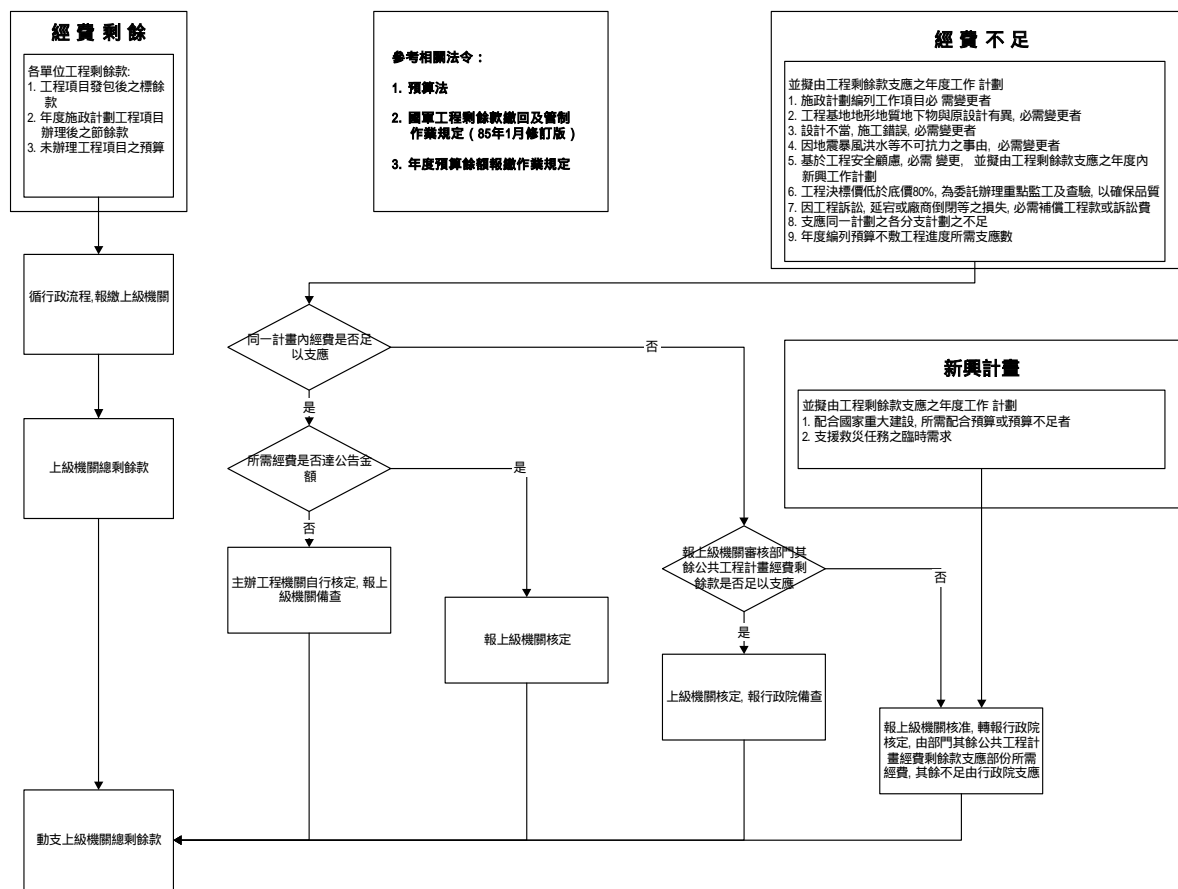 經 費 剩 餘
各單位工程剩餘款:
1. 工程項目發包後之標餘
款
2. 年度施政計劃工程項目
辦理後之節餘款
3. 未辦理工程項目之預算
循行政流程,報繳上級機關
上級機關總剩餘款
動支上級機關總剩餘款
參考相關法令：
1. 預算法
2. 國軍工程剩餘款繳回及管制
作業規定（85年1月修訂版）
3. 年度預算餘額報繳作業規定
經 費 不 足
並擬由工程剩餘款支應之年度工作 計劃
1. 施政計劃編列工作項目必 需變更者
2. 工程基地地形地質地下物與原設計有異, 必需變更者
3. 設計不當, 施工錯誤, 必需變更者
4. 因地震暴風洪水等不可抗力之事由, 必需變更者
5. 基於工程安全顧慮, 必需 變更, 並擬由工程剩餘款支應之年度內
新興工作計劃
6. 工程決標價低於底價80%, 為委託辦理重點監工及查驗, 以確保品質
7. 因工程訴訟, 延宕或廠商倒閉等之損失, 必需補償工程款或訴訟費
8. 支應同一計劃之各分支計劃之不足
9. 年度編列預算不敷工程進度所需支應數
同一計畫內經費是否足
以支應
否
是
所需經費是否達公告金
額
是
否
主辦工程機關自行核定, 報上
級機關備查
報上級機關核定
新興計畫
並擬由工程剩餘款支應之年度工作 計劃
1. 配合國家重大建設, 所需配合預算或預算不足者
2. 支援救災任務之臨時需求
報上級機關審核部門其
餘公共工程計畫經費剩
餘款是否足以支應
否
是
上級機關核定, 報行政院備查
報上級機關核准, 轉報行政院
核定, 由部門其餘公共工程計
畫經費剩餘款支應部份所需
經費, 其餘不足由行政院支應